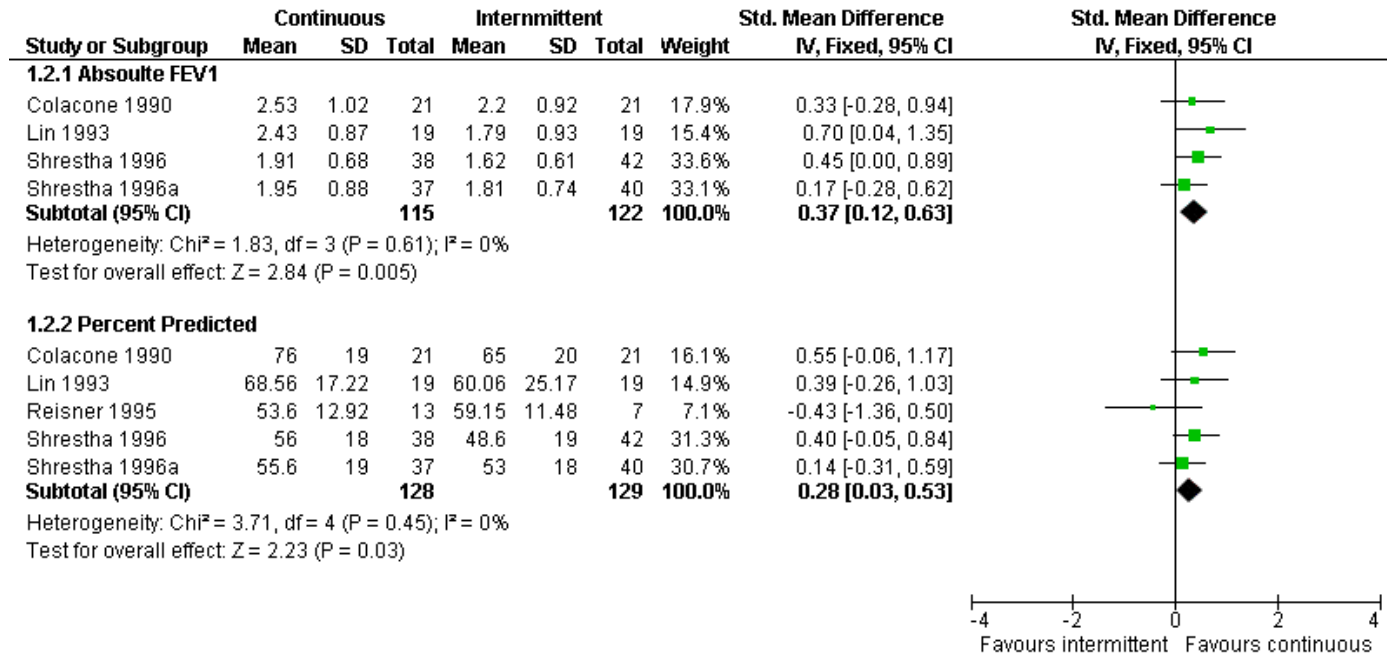 Continuous Internmittent Std. Mean Difference Std. Mean Difference
Study or Subgroup Mean SD Total Mean SD Total Weight IV, Fixed, 95% CI IV, Fixed, 95% CI
1.2.1 Absoulte FEV1
Colacone 1990 2.53 1.02 21 2.2 0.92 21 17.9% 0.33 [-0.28, 0.94]
Lin 1993 2.43 0.87 19 1.79 0.93 19 15.4% 0.70 [0.04, 1.35]
Shrestha 1996 1.91 0.68 38 1.62 0.61 42 33.6% 0.45 [0.00, 0.89]
Shrestha 1996a 1.95 0.88 37 1.81 0.74 40 33.1% 0.17 [-0.28, 0.62]
Subtotal (95% CI) 115 122 100.0% 0.37 [0.12, 0.63]
Heterogeneity: Chi² = 1.83, df = 3 (P = 0.61); I² = 0%
Test for overall effect: Z = 2.84 (P = 0.005)
1.2.2 Percent Predicted
Colacone 1990 76 19 21 65 20 21 16.1% 0.55 [-0.06, 1.17]
Lin 1993 68.56 17.22 19 60.06 25.17 19 14.9% 0.39 [-0.26, 1.03]
Reisner 1995 53.6 12.92 13 59.15 11.48 7 7.1% -0.43 [-1.36, 0.50]
Shrestha 1996 56 18 38 48.6 19 42 31.3% 0.40 [-0.05, 0.84]
Shrestha 1996a 55.6 19 37 53 18 40 30.7% 0.14 [-0.31, 0.59]
Subtotal (95% CI) 128 129 100.0% 0.28 [0.03, 0.53]
Heterogeneity: Chi² = 3.71, df = 4 (P = 0.45); I² = 0%
Test for overall effect: Z = 2.23 (P = 0.03)
-4 -2 0 2 4
Favours intermittent Favours continuous